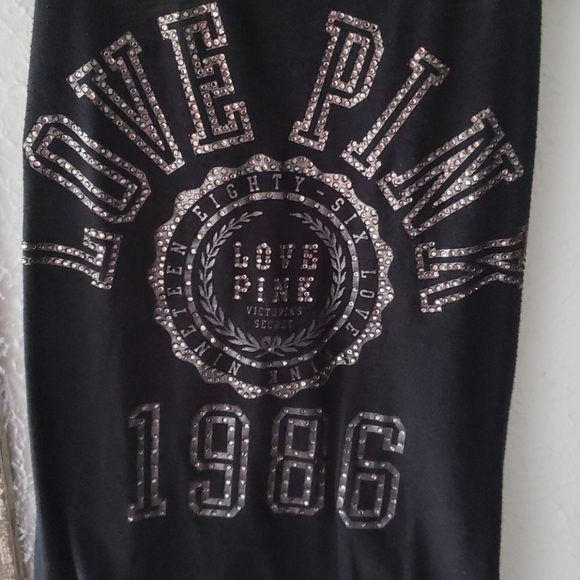 LOVE PINK
NINETEEN EIGHTY-SIX LOVE PINK
LOVE
PINK
VICTORIA'S
SECRET
1986